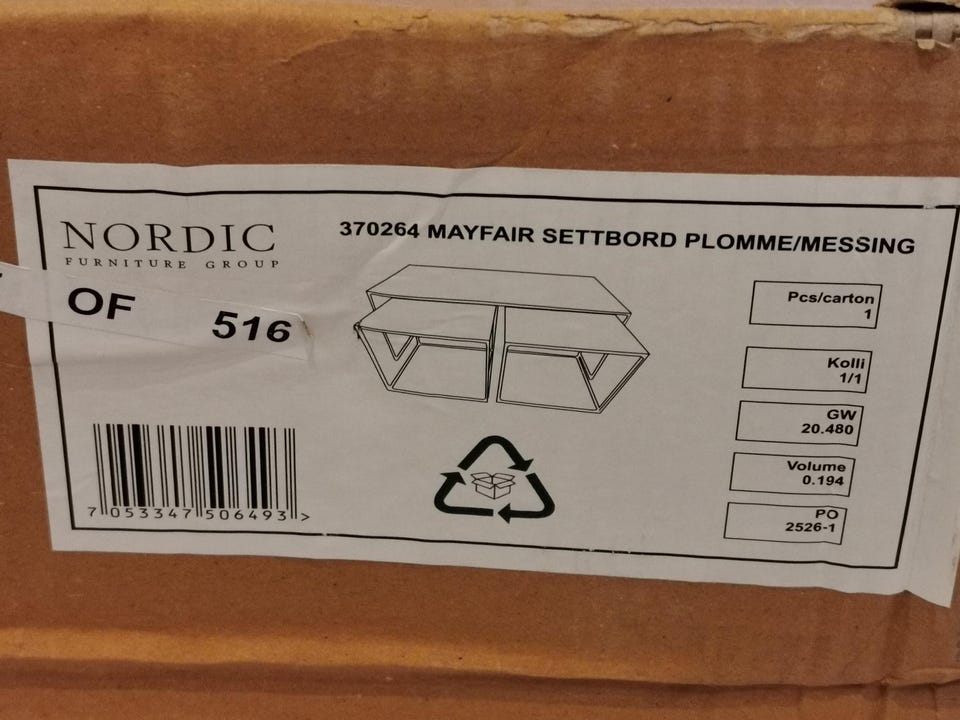 NORDIC
FURNITURE GROUP
370264 MAYFAIR SETTBORD PLOMME/MESSING
OF 516
Pcs/carton
1
Kolli
1/1
GW
20.480
Volume
0.194
PO
2526-1
7 053347 506493 >